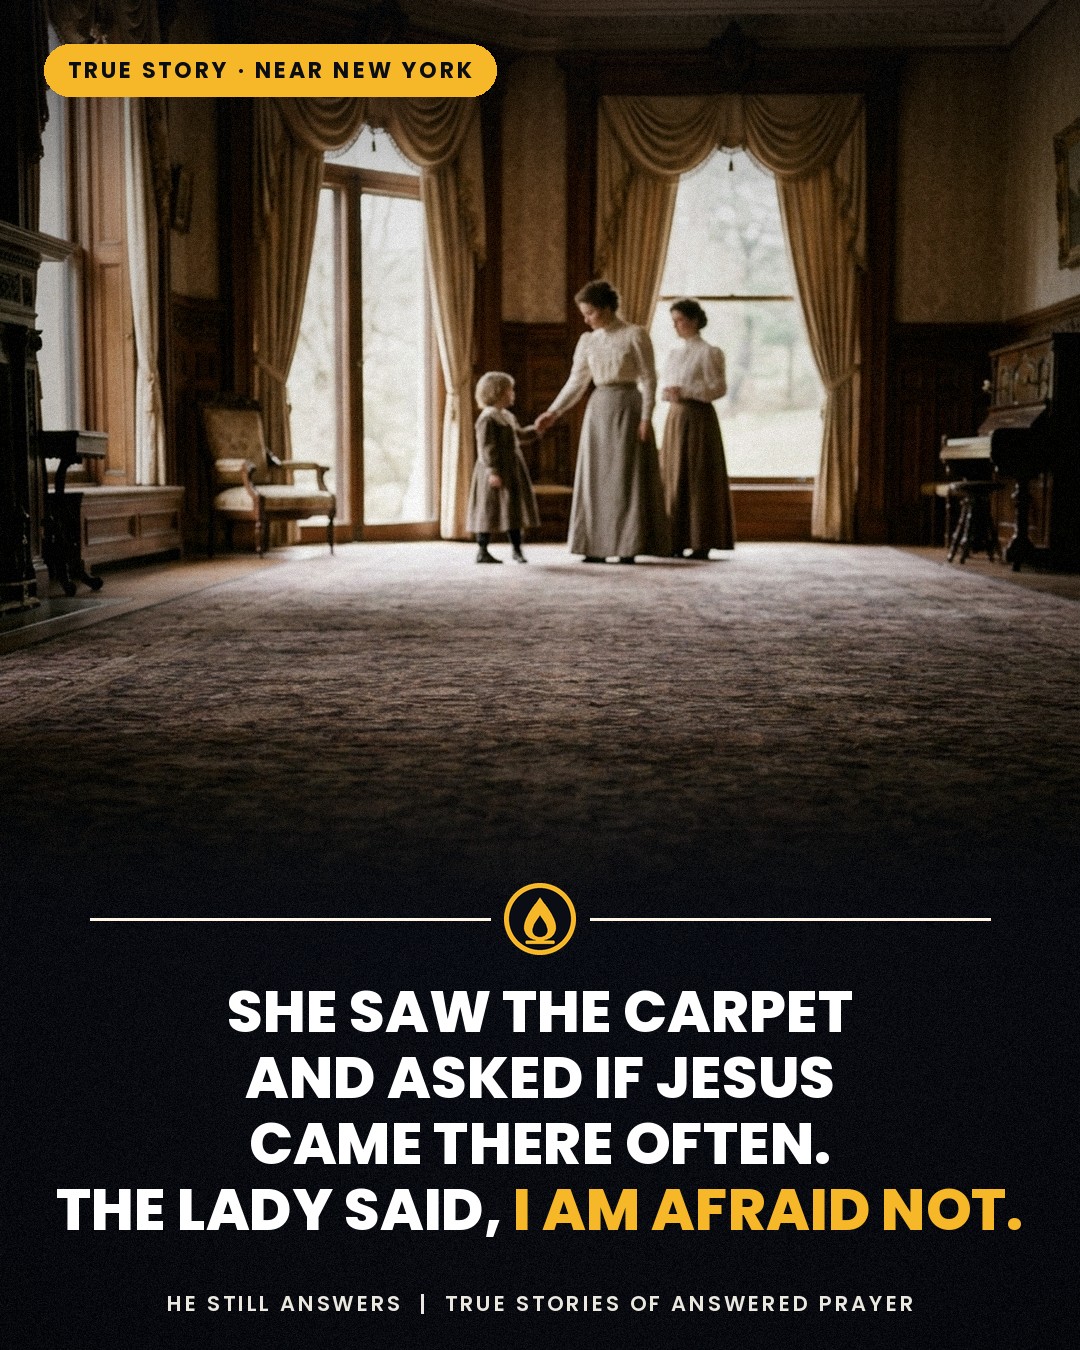 TRUE STORY · NEAR NEW YORK
SHE SAW THE CARPET
AND ASKED IF JESUS
CAME THERE OFTEN.
THE LADY SAID, I AM AFRAID NOT.
HE STILL ANSWERS | TRUE STORIES OF ANSWERED PRAYER